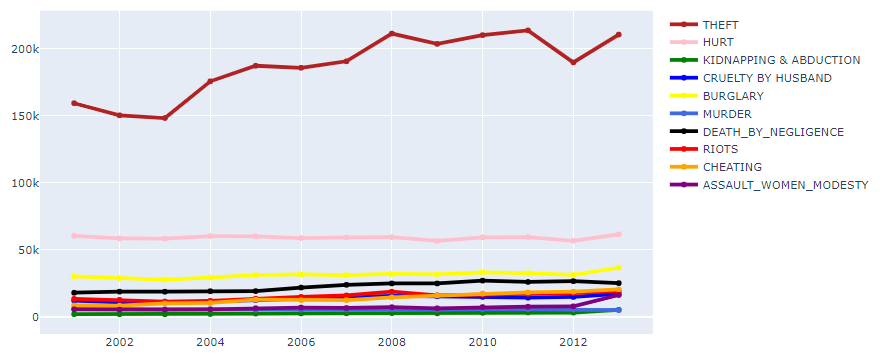 200k
150k
100k
50k
0
2002 2004 2006 2008 2010 2012
THEFT
HURT
KIDNAPPING & ABDUCTION
CRUELTY BY HUSBAND
BURGLARY
MURDER
DEATH_BY_NEGLIGENCE
RIOTS
CHEATING
ASSAULT_WOMEN_MODESTY